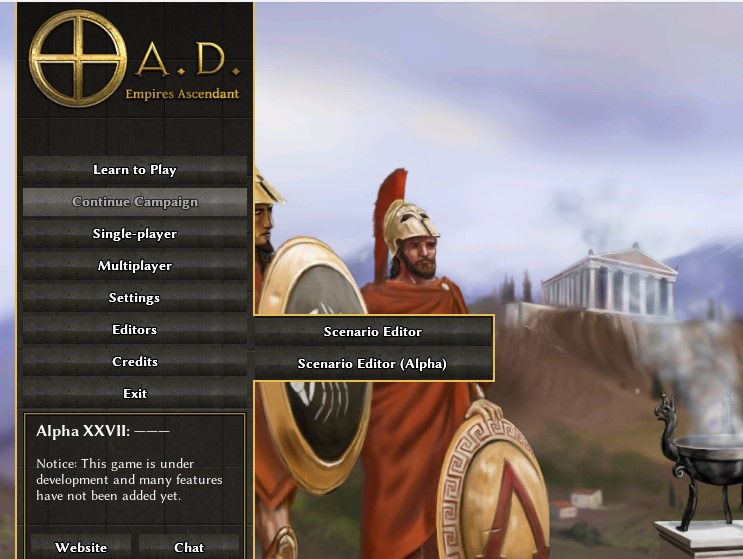 A.D.
Empires Ascendant
Learn to Play
Continue Campaign
Single-player
Multiplayer
Settings
Editors
Scenario Editor
Scenario Editor (Alpha)
Credits
Exit
Alpha XXVII: ———
Notice: This game is under
development and many features
have not been added yet.
Website
Chat